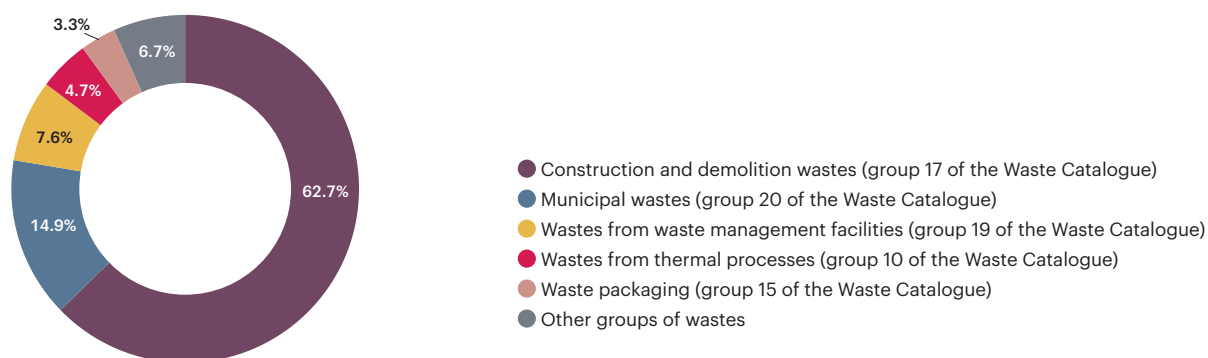 3.3%
6.7%
4.7%
7.6%
62.7%
14.9%
Construction and demolition wastes (group 17 of the Waste Catalogue)
Municipal wastes (group 20 of the Waste Catalogue)
Wastes from waste management facilities (group 19 of the Waste Catalogue)
Wastes from thermal processes (group 10 of the Waste Catalogue)
Waste packaging (group 15 of the Waste Catalogue)
Other groups of wastes